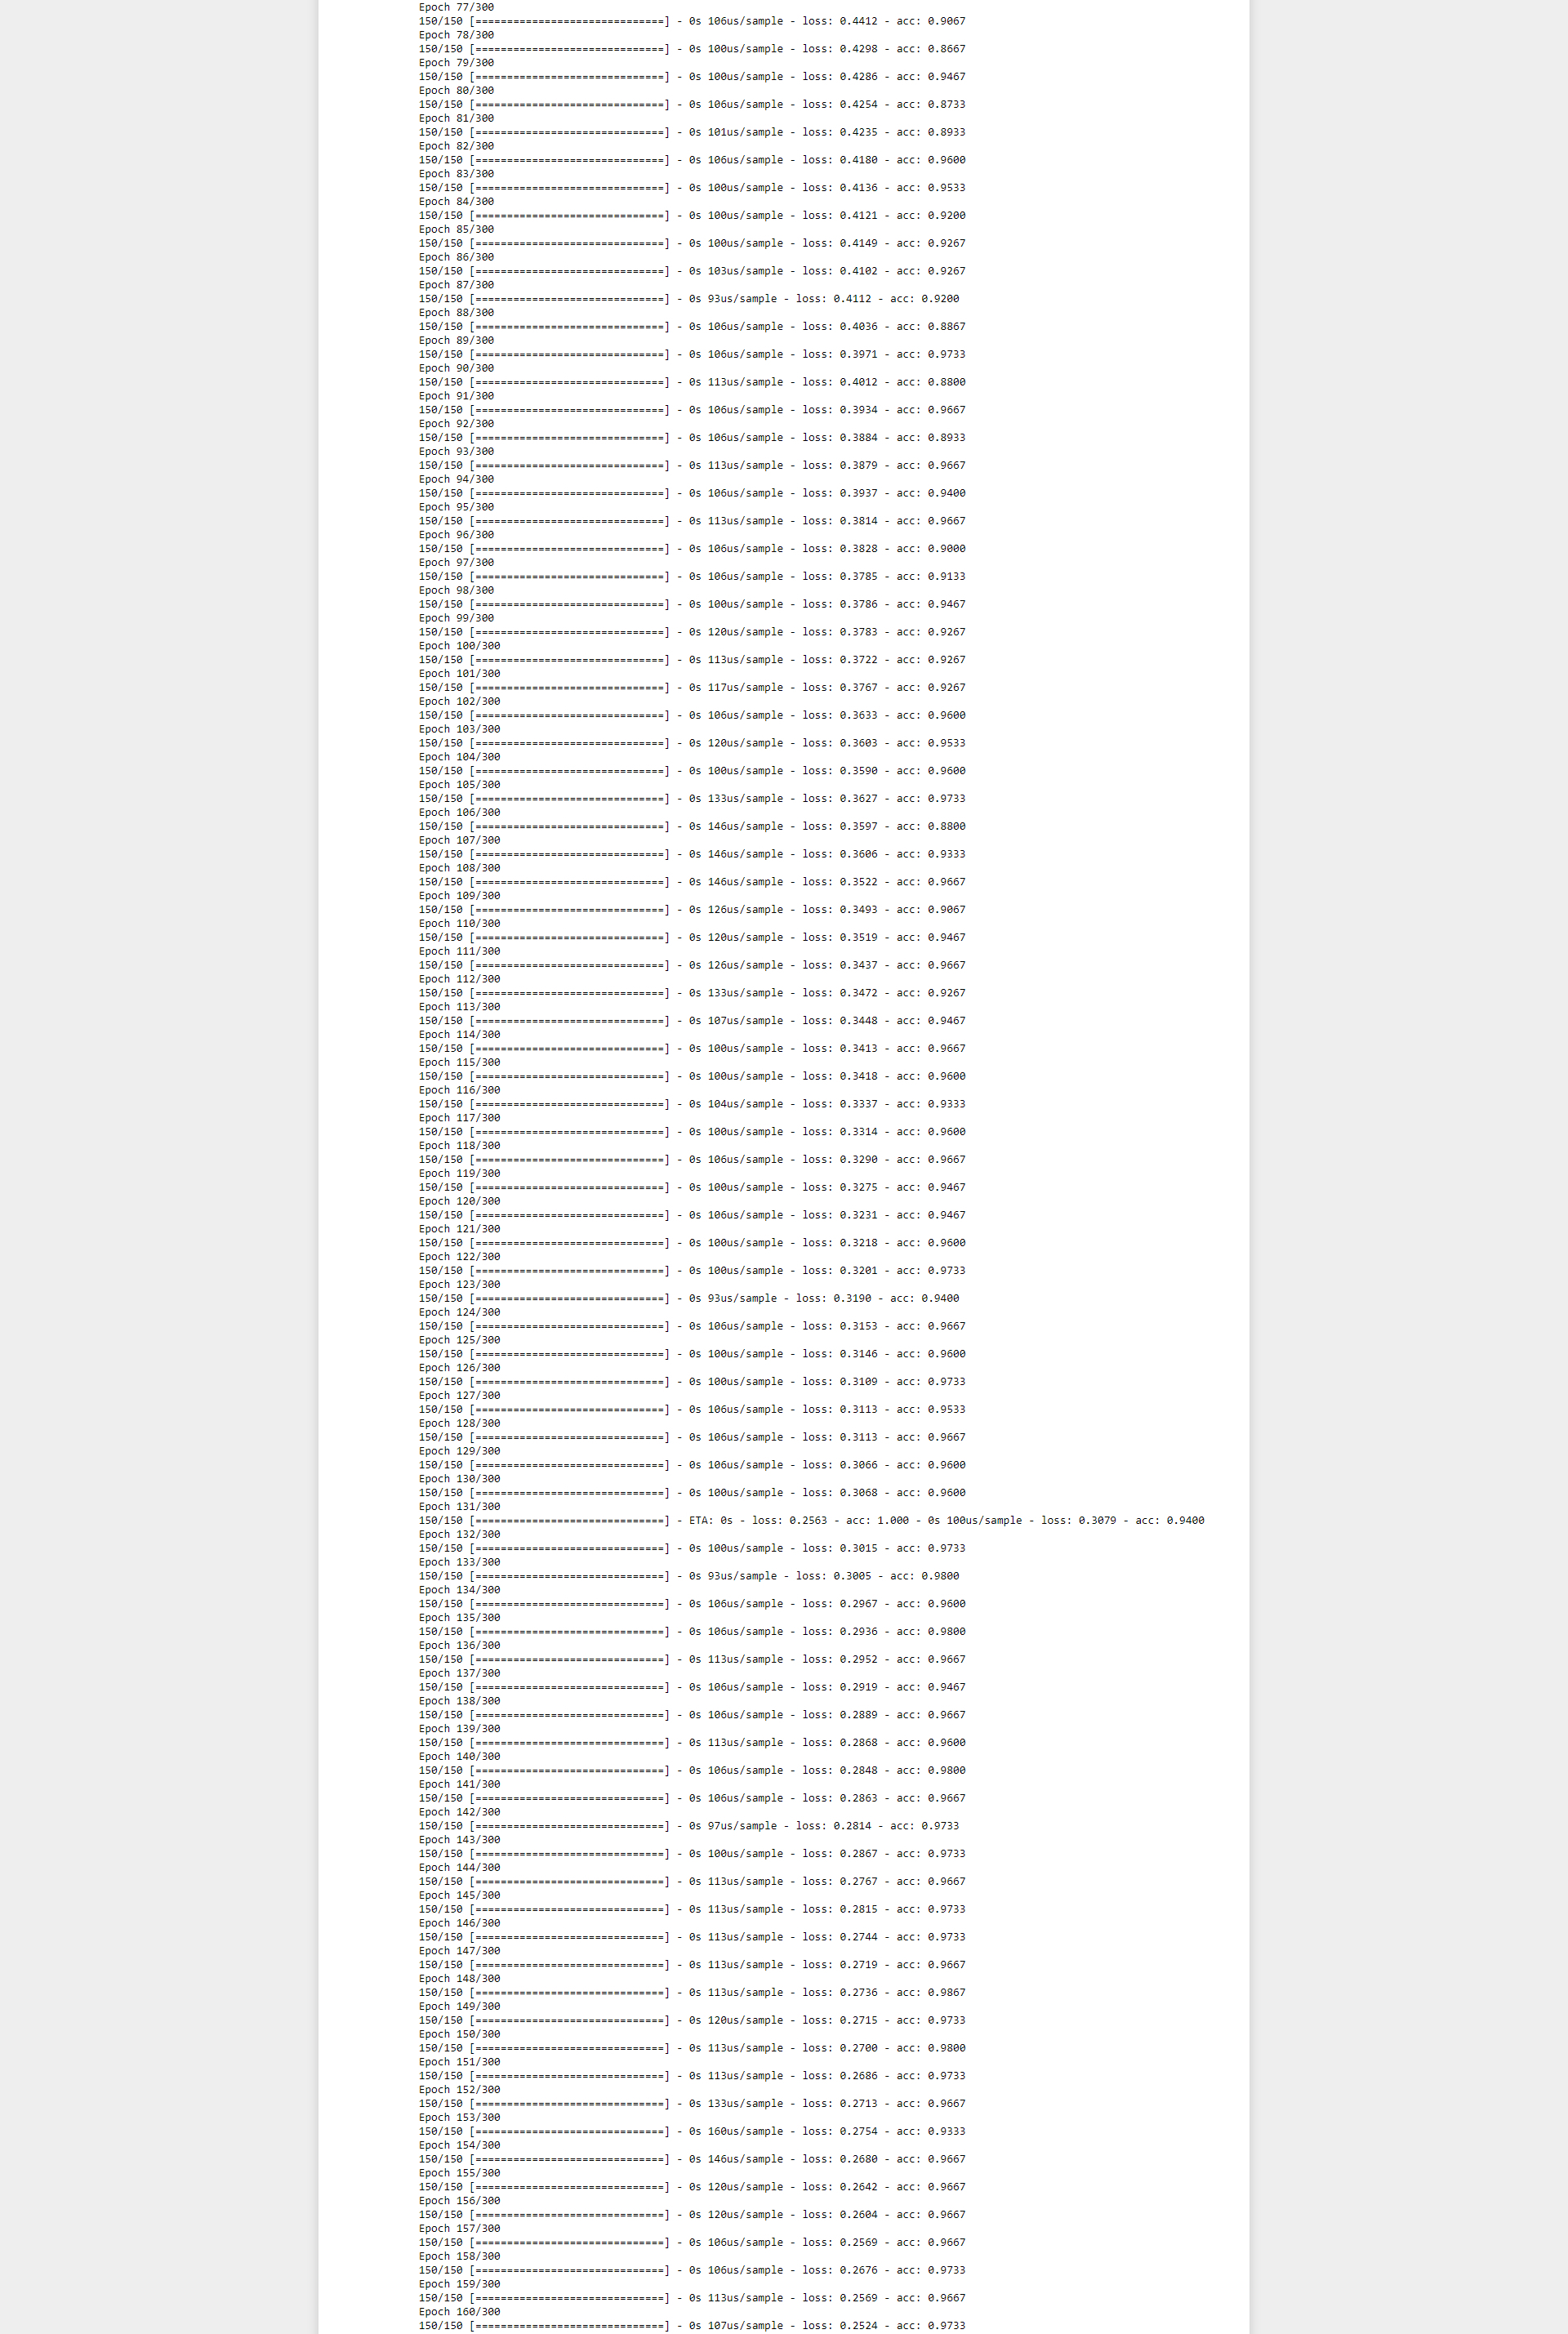 Epoch 77/300
150/150 [==============================] - 0s 106us/sample - loss: 0.4412 - acc: 0.9067
Epoch 78/300
150/150 [==============================] - 0s 100us/sample - loss: 0.4298 - acc: 0.8667
Epoch 79/300
150/150 [==============================] - 0s 100us/sample - loss: 0.4286 - acc: 0.9467
Epoch 80/300
150/150 [==============================] - 0s 106us/sample - loss: 0.4254 - acc: 0.8733
Epoch 81/300
150/150 [==============================] - 0s 101us/sample - loss: 0.4235 - acc: 0.8933
Epoch 82/300
150/150 [==============================] - 0s 106us/sample - loss: 0.4180 - acc: 0.9600
Epoch 83/300
150/150 [==============================] - 0s 100us/sample - loss: 0.4136 - acc: 0.9533
Epoch 84/300
150/150 [==============================] - 0s 100us/sample - loss: 0.4121 - acc: 0.9200
Epoch 85/300
150/150 [==============================] - 0s 100us/sample - loss: 0.4149 - acc: 0.9267
Epoch 86/300
150/150 [==============================] - 0s 103us/sample - loss: 0.4102 - acc: 0.9267
Epoch 87/300
150/150 [==============================] - 0s 93us/sample - loss: 0.4112 - acc: 0.9200
Epoch 88/300
150/150 [==============================] - 0s 106us/sample - loss: 0.4036 - acc: 0.8867
Epoch 89/300
150/150 [==============================] - 0s 106us/sample - loss: 0.3971 - acc: 0.9733
Epoch 90/300
150/150 [==============================] - 0s 113us/sample - loss: 0.4012 - acc: 0.8800
Epoch 91/300
150/150 [==============================] - 0s 106us/sample - loss: 0.3934 - acc: 0.9667
Epoch 92/300
150/150 [==============================] - 0s 106us/sample - loss: 0.3884 - acc: 0.8933
Epoch 93/300
150/150 [==============================] - 0s 113us/sample - loss: 0.3879 - acc: 0.9667
Epoch 94/300
150/150 [==============================] - 0s 106us/sample - loss: 0.3937 - acc: 0.9400
Epoch 95/300
150/150 [==============================] - 0s 113us/sample - loss: 0.3814 - acc: 0.9667
Epoch 96/300
150/150 [==============================] - 0s 106us/sample - loss: 0.3828 - acc: 0.9000
Epoch 97/300
150/150 [==============================] - 0s 106us/sample - loss: 0.3785 - acc: 0.9133
Epoch 98/300
150/150 [==============================] - 0s 100us/sample - loss: 0.3786 - acc: 0.9467
Epoch 99/300
150/150 [==============================] - 0s 120us/sample - loss: 0.3783 - acc: 0.9267
Epoch 100/300
150/150 [==============================] - 0s 113us/sample - loss: 0.3722 - acc: 0.9267
Epoch 101/300
150/150 [==============================] - 0s 117us/sample - loss: 0.3767 - acc: 0.9267
Epoch 102/300
150/150 [==============================] - 0s 106us/sample - loss: 0.3633 - acc: 0.9600
Epoch 103/300
150/150 [==============================] - 0s 120us/sample - loss: 0.3603 - acc: 0.9533
Epoch 104/300
150/150 [==============================] - 0s 100us/sample - loss: 0.3590 - acc: 0.9600
Epoch 105/300
150/150 [==============================] - 0s 133us/sample - loss: 0.3627 - acc: 0.9733
Epoch 106/300
150/150 [==============================] - 0s 146us/sample - loss: 0.3597 - acc: 0.8800
Epoch 107/300
150/150 [==============================] - 0s 146us/sample - loss: 0.3606 - acc: 0.9333
Epoch 108/300
150/150 [==============================] - 0s 146us/sample - loss: 0.3522 - acc: 0.9667
Epoch 109/300
150/150 [==============================] - 0s 126us/sample - loss: 0.3493 - acc: 0.9067
Epoch 110/300
150/150 [==============================] - 0s 120us/sample - loss: 0.3519 - acc: 0.9467
Epoch 111/300
150/150 [==============================] - 0s 126us/sample - loss: 0.3437 - acc: 0.9667
Epoch 112/300
150/150 [==============================] - 0s 133us/sample - loss: 0.3472 - acc: 0.9267
Epoch 113/300
150/150 [==============================] - 0s 107us/sample - loss: 0.3448 - acc: 0.9467
Epoch 114/300
150/150 [==============================] - 0s 100us/sample - loss: 0.3413 - acc: 0.9667
Epoch 115/300
150/150 [==============================] - 0s 100us/sample - loss: 0.3418 - acc: 0.9600
Epoch 116/300
150/150 [==============================] - 0s 104us/sample - loss: 0.3337 - acc: 0.9333
Epoch 117/300
150/150 [==============================] - 0s 100us/sample - loss: 0.3314 - acc: 0.9600
Epoch 118/300
150/150 [==============================] - 0s 106us/sample - loss: 0.3290 - acc: 0.9667
Epoch 119/300
150/150 [==============================] - 0s 100us/sample - loss: 0.3275 - acc: 0.9467
Epoch 120/300
150/150 [==============================] - 0s 106us/sample - loss: 0.3231 - acc: 0.9467
Epoch 121/300
150/150 [==============================] - 0s 100us/sample - loss: 0.3218 - acc: 0.9600
Epoch 122/300
150/150 [==============================] - 0s 100us/sample - loss: 0.3201 - acc: 0.9733
Epoch 123/300
150/150 [==============================] - 0s 93us/sample - loss: 0.3190 - acc: 0.9400
Epoch 124/300
150/150 [==============================] - 0s 106us/sample - loss: 0.3153 - acc: 0.9667
Epoch 125/300
150/150 [==============================] - 0s 100us/sample - loss: 0.3146 - acc: 0.9600
Epoch 126/300
150/150 [==============================] - 0s 100us/sample - loss: 0.3109 - acc: 0.9733
Epoch 127/300
150/150 [==============================] - 0s 106us/sample - loss: 0.3113 - acc: 0.9533
Epoch 128/300
150/150 [==============================] - 0s 106us/sample - loss: 0.3113 - acc: 0.9667
Epoch 129/300
150/150 [==============================] - 0s 106us/sample - loss: 0.3066 - acc: 0.9600
Epoch 130/300
150/150 [==============================] - 0s 100us/sample - loss: 0.3068 - acc: 0.9600
Epoch 131/300
150/150 [==============================] - ETA: 0s - loss: 0.2563 - acc: 1.000 - 0s 100us/sample - loss: 0.3079 - acc: 0.9400
Epoch 132/300
150/150 [==============================] - 0s 100us/sample - loss: 0.3015 - acc: 0.9733
Epoch 133/300
150/150 [==============================] - 0s 93us/sample - loss: 0.3005 - acc: 0.9800
Epoch 134/300
150/150 [==============================] - 0s 106us/sample - loss: 0.2967 - acc: 0.9600
Epoch 135/300
150/150 [==============================] - 0s 106us/sample - loss: 0.2936 - acc: 0.9800
Epoch 136/300
150/150 [==============================] - 0s 113us/sample - loss: 0.2952 - acc: 0.9667
Epoch 137/300
150/150 [==============================] - 0s 106us/sample - loss: 0.2919 - acc: 0.9467
Epoch 138/300
150/150 [==============================] - 0s 106us/sample - loss: 0.2889 - acc: 0.9667
Epoch 139/300
150/150 [==============================] - 0s 113us/sample - loss: 0.2868 - acc: 0.9600
Epoch 140/300
150/150 [==============================] - 0s 106us/sample - loss: 0.2848 - acc: 0.9800
Epoch 141/300
150/150 [==============================] - 0s 106us/sample - loss: 0.2863 - acc: 0.9667
Epoch 142/300
150/150 [==============================] - 0s 97us/sample - loss: 0.2814 - acc: 0.9733
Epoch 143/300
150/150 [==============================] - 0s 100us/sample - loss: 0.2867 - acc: 0.9733
Epoch 144/300
150/150 [==============================] - 0s 113us/sample - loss: 0.2767 - acc: 0.9667
Epoch 145/300
150/150 [==============================] - 0s 113us/sample - loss: 0.2815 - acc: 0.9733
Epoch 146/300
150/150 [==============================] - 0s 113us/sample - loss: 0.2744 - acc: 0.9733
Epoch 147/300
150/150 [==============================] - 0s 113us/sample - loss: 0.2719 - acc: 0.9667
Epoch 148/300
150/150 [==============================] - 0s 113us/sample - loss: 0.2736 - acc: 0.9867
Epoch 149/300
150/150 [==============================] - 0s 120us/sample - loss: 0.2715 - acc: 0.9733
Epoch 150/300
150/150 [==============================] - 0s 113us/sample - loss: 0.2700 - acc: 0.9800
Epoch 151/300
150/150 [==============================] - 0s 113us/sample - loss: 0.2686 - acc: 0.9733
Epoch 152/300
150/150 [==============================] - 0s 133us/sample - loss: 0.2713 - acc: 0.9667
Epoch 153/300
150/150 [==============================] - 0s 160us/sample - loss: 0.2754 - acc: 0.9333
Epoch 154/300
150/150 [==============================] - 0s 146us/sample - loss: 0.2680 - acc: 0.9667
Epoch 155/300
150/150 [==============================] - 0s 120us/sample - loss: 0.2642 - acc: 0.9667
Epoch 156/300
150/150 [==============================] - 0s 120us/sample - loss: 0.2604 - acc: 0.9667
Epoch 157/300
150/150 [==============================] - 0s 106us/sample - loss: 0.2569 - acc: 0.9667
Epoch 158/300
150/150 [==============================] - 0s 106us/sample - loss: 0.2676 - acc: 0.9733
Epoch 159/300
150/150 [==============================] - 0s 113us/sample - loss: 0.2569 - acc: 0.9667
Epoch 160/300
150/150 [==============================] - 0s 107us/sample - loss: 0.2524 - acc: 0.9733